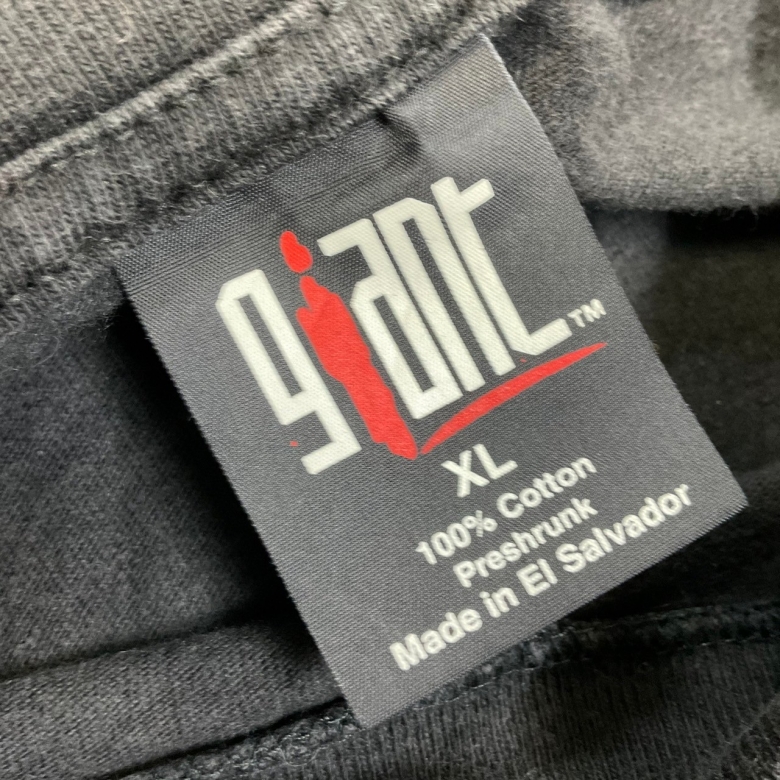 giant™
XL
100% Cotton
Preshrunk
Made in El Salvador